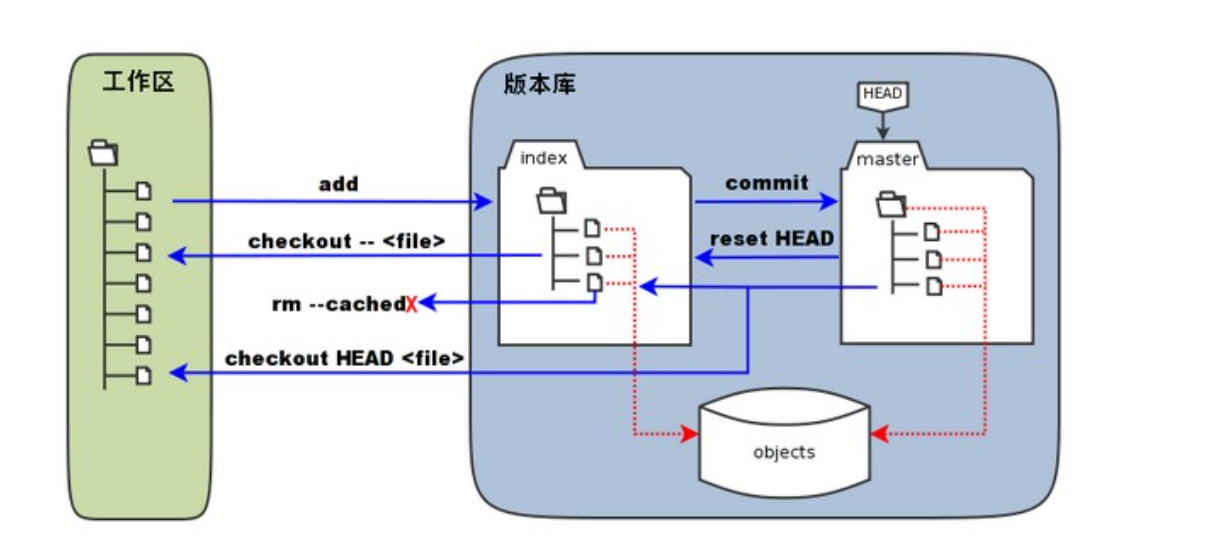 工作区
版本库
HEAD
index
master
add
commit
checkout -- <file>
reset HEAD
rm --cachedX
checkout HEAD <file>
objects